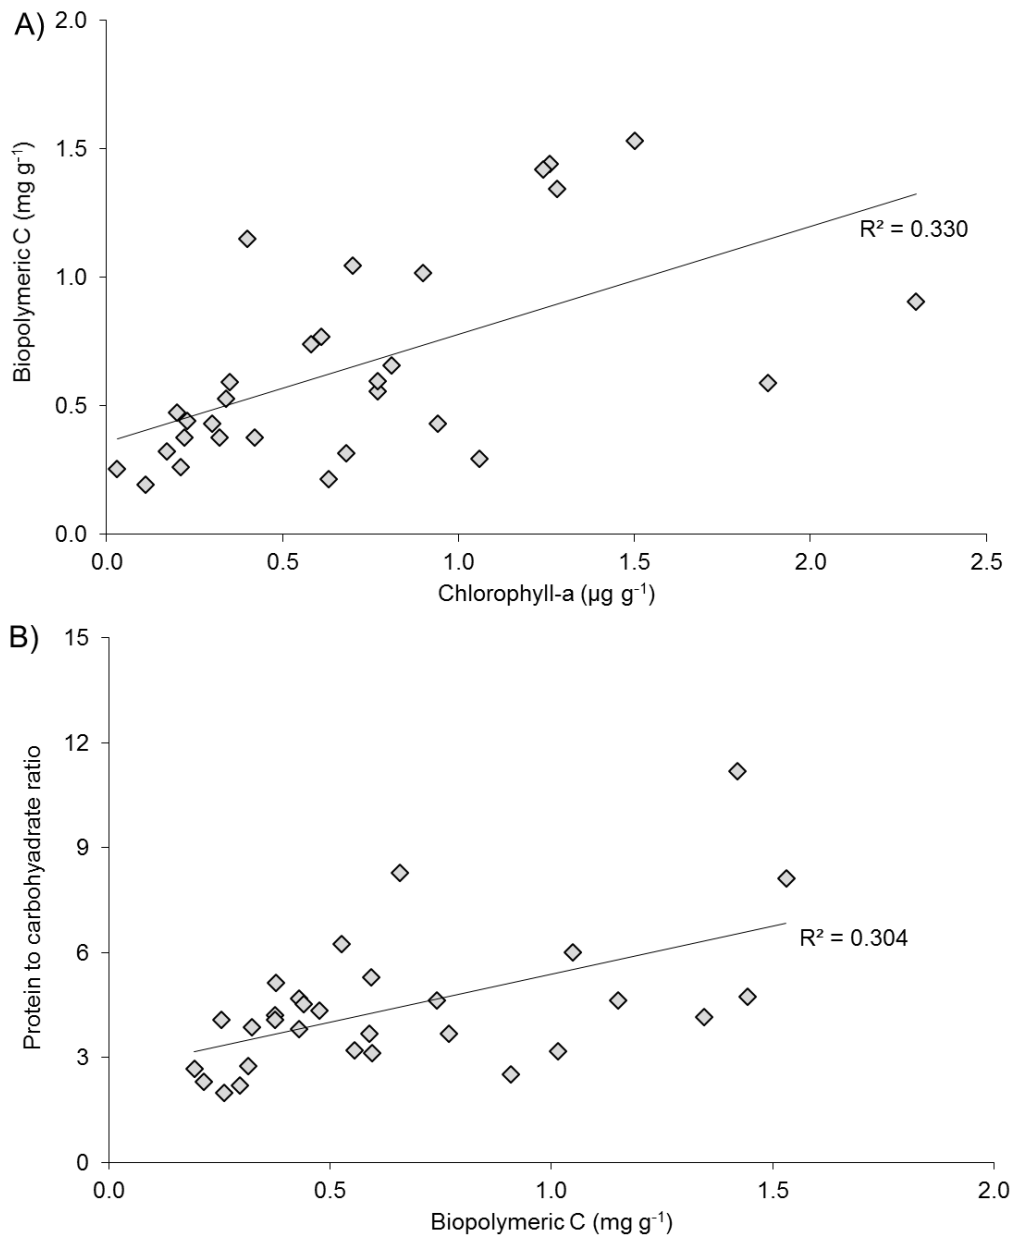 A)
2.0
1.5
1.0
0.5
0.0
Biopolymeric C (mg g⁻¹)
R² = 0.330
0.0 0.5 1.0 1.5 2.0 2.5
Chlorophyll-a (µg g⁻¹)
B)
15
12
9
6
3
0
Protein to carbohyadrate ratio
R² = 0.304
0.0 0.5 1.0 1.5 2.0
Biopolymeric C (mg g⁻¹)